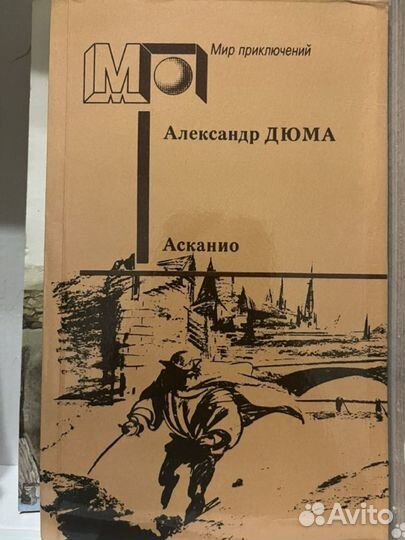 МП
Мир приключений
Александр ДЮМА
Асканио
Avito